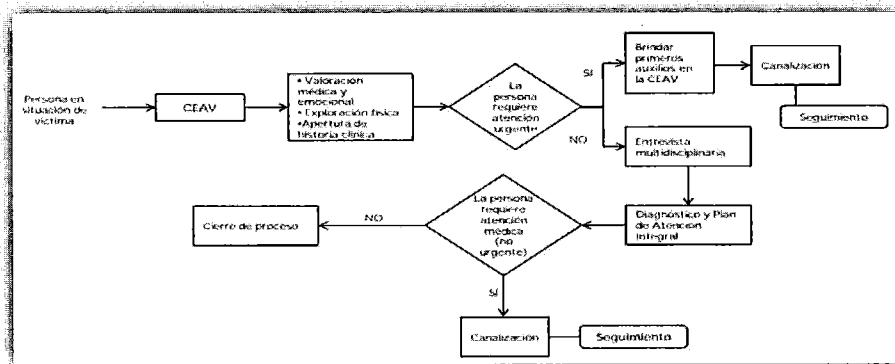 Persona en
situación de
víctima
CEAV
• Valoración
médica y
emocional
• Exploración física
• Apertura de
historia clínica
La
persona
requiere
atención
urgente
SÍ
NO
Brindar
primeros
auxilios en
la CEAV
Canalización
Seguimiento
Entrevista
multidisciplinaria
Diagnóstico y Plan
de Atención
Integral
La persona
requiere
atención
médica
(no
urgente)
NO
Cierre de proceso
SÍ
Canalización
Seguimiento